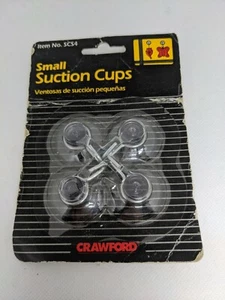 Item No. SCS4
Small
Suction Cups
Ventosas de succión pequeñas
CRAWFORD